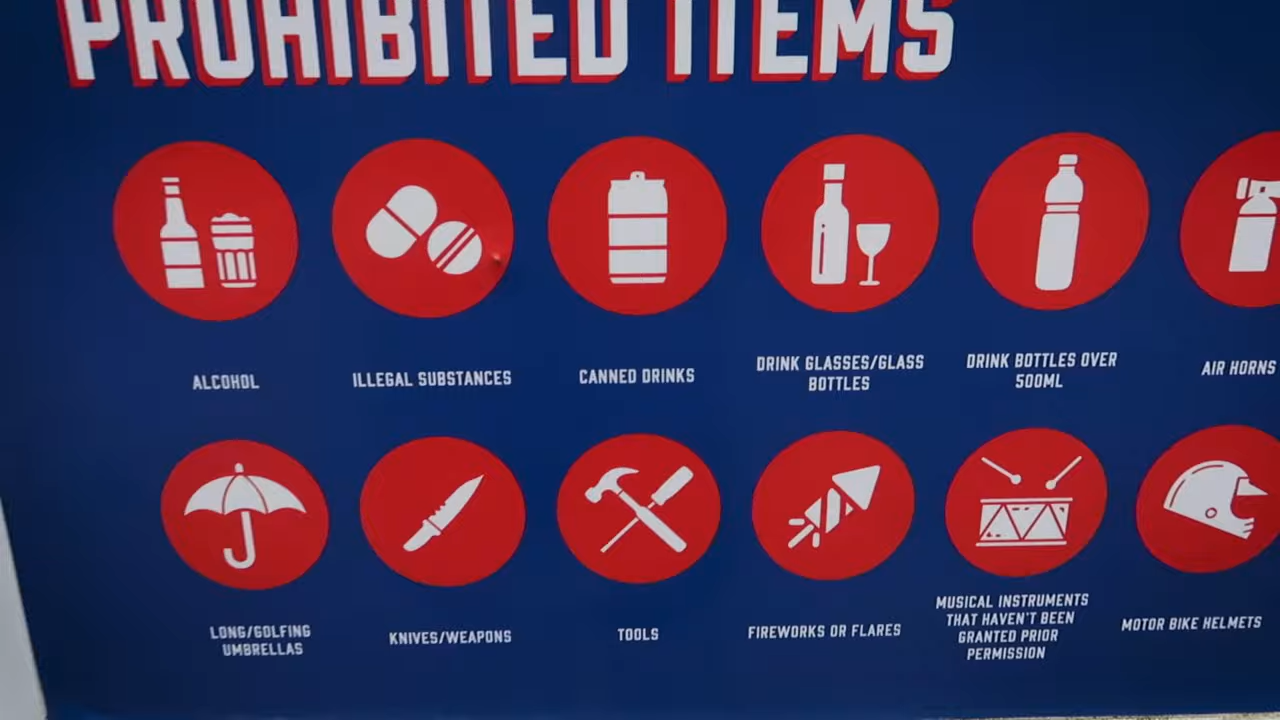 PROHIBITED ITEMS
ALCOHOL
ILLEGAL SUBSTANCES
CANNED DRINKS
DRINK GLASSES/GLASS
BOTTLES
DRINK BOTTLES OVER
500ML
AIR HORNS
LONG/GOLFING
UMBRELLAS
KNIVES/WEAPONS
TOOLS
FIREWORKS OR FLARES
MUSICAL INSTRUMENTS
THAT HAVEN'T BEEN
GRANTED PRIOR
PERMISSION
MOTOR BIKE HELMETS